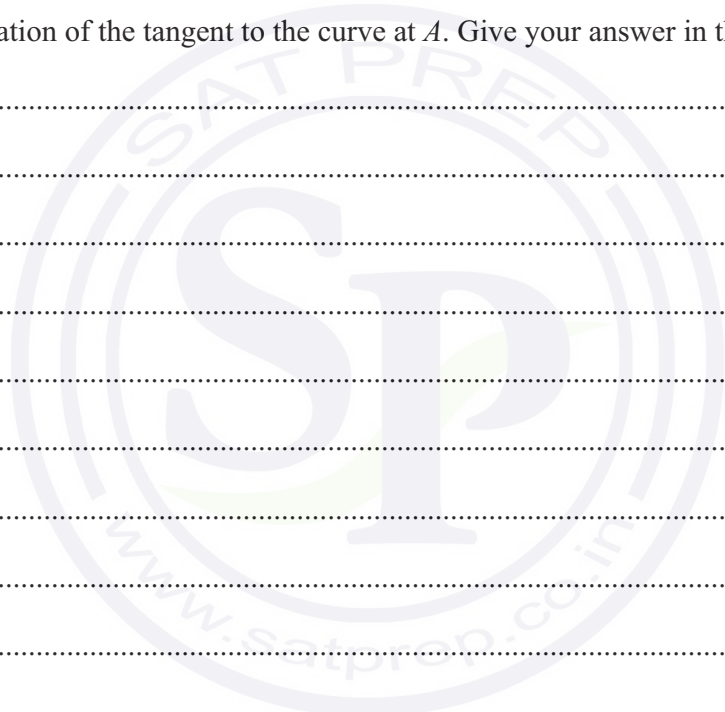 ation of the tangent to the curve at A. Give your answer in t
SAT PREP
SP
www.satprep.co.in